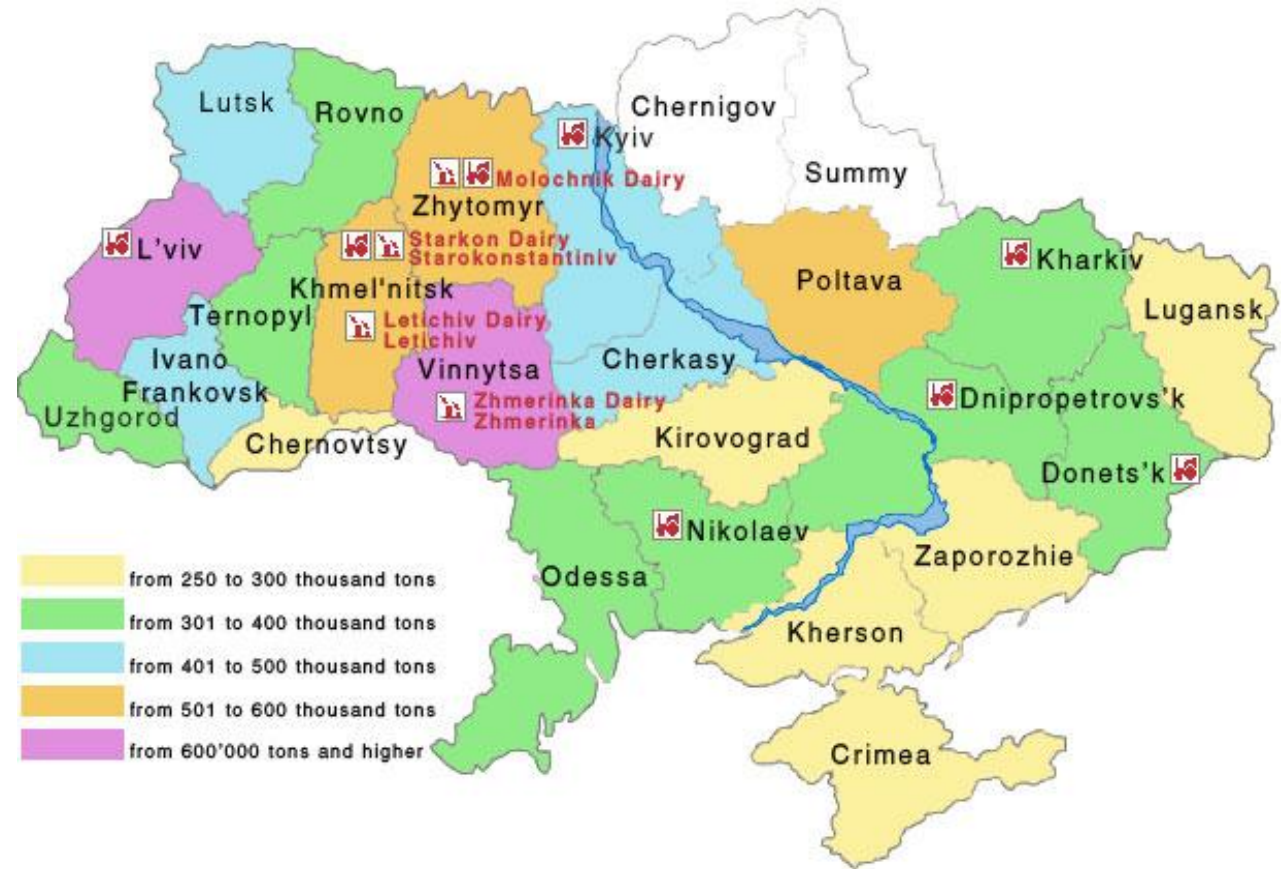 Chernigov
Lutsk
Rovno
Kyiv
Summy
Molochnik Dairy
Zhytomyr
L'viv
Starkon Dairy
Starokonstantiniv
Kharkiv
Khmel'nitsk
Poltava
Lugansk
Ternopyl
Letichiv Dairy
Letichiv
Ivano
Frankovsk
Vinnytsa
Cherkasy
Uzhgorod
Zhmerinka Dairy
Zhmerinka
Dnipropetrovs'k
Chernovtsy
Kirovograd
Donets'k
Nikolaev
Zaporozhie
Odessa
Kherson
Crimea
from 250 to 300 thousand tons
from 301 to 400 thousand tons
from 401 to 500 thousand tons
from 501 to 600 thousand tons
from 600'000 tons and higher